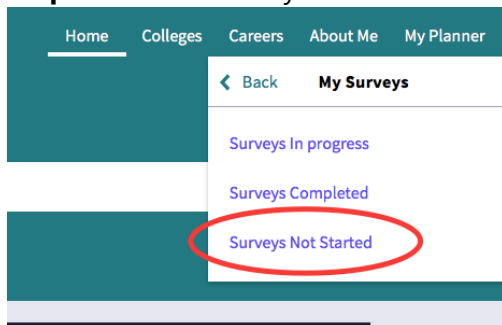 Home Colleges Careers About Me My Planner
Back My Surveys
Surveys In progress
Surveys Completed
Surveys Not Started